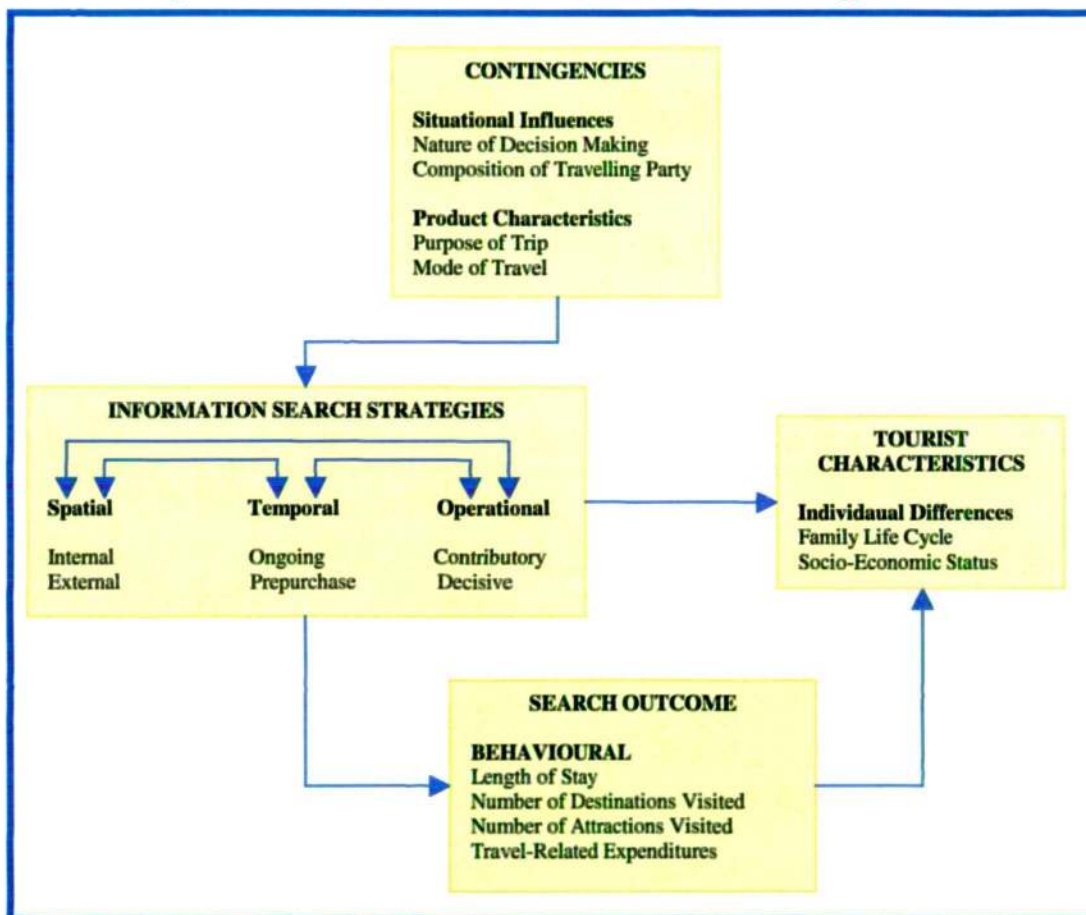 CONTINGENCIES
Situational Influences
Nature of Decision Making
Composition of Travelling Party
Product Characteristics
Purpose of Trip
Mode of Travel
INFORMATION SEARCH STRATEGIES
Spatial Temporal Operational
Internal Ongoing Contributory
External Prepurchase Decisive
TOURIST
CHARACTERISTICS
Individaual Differences
Family Life Cycle
Socio-Economic Status
SEARCH OUTCOME
BEHAVIOURAL
Length of Stay
Number of Destinations Visited
Number of Attractions Visited
Travel-Related Expenditures